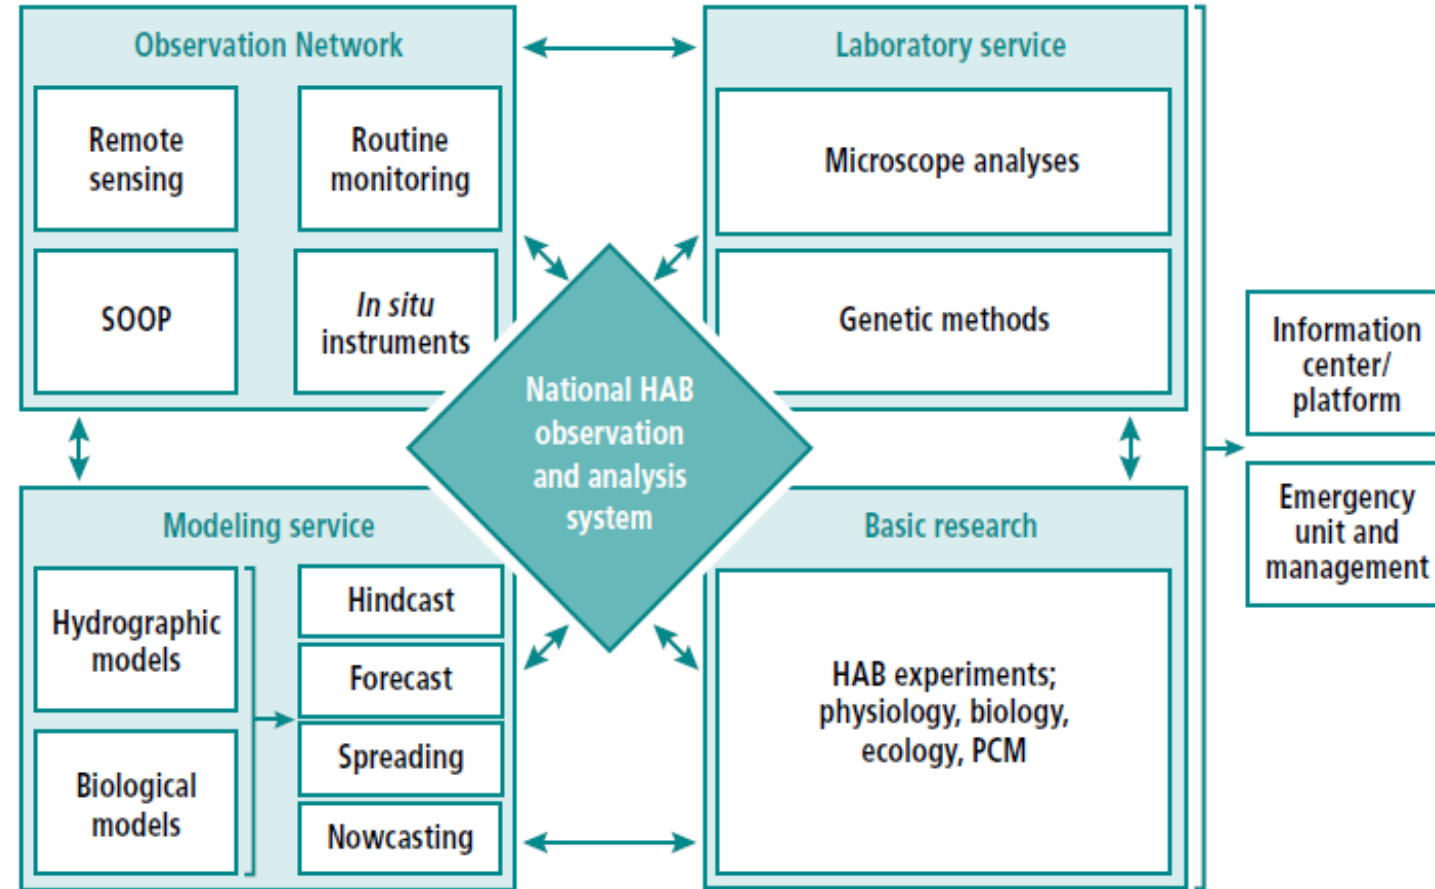 Observation Network
Remote
sensing
Routine
monitoring
SOOP
In situ
instruments
Laboratory service
Microscope analyses
Genetic methods
National HAB
observation
and analysis
system
Modeling service
Hydrographic
models
Biological
models
Hindcast
Forecast
Spreading
Nowcasting
Basic research
HAB experiments;
physiology, biology,
ecology, PCM
Information
center/
platform
Emergency
unit and
management